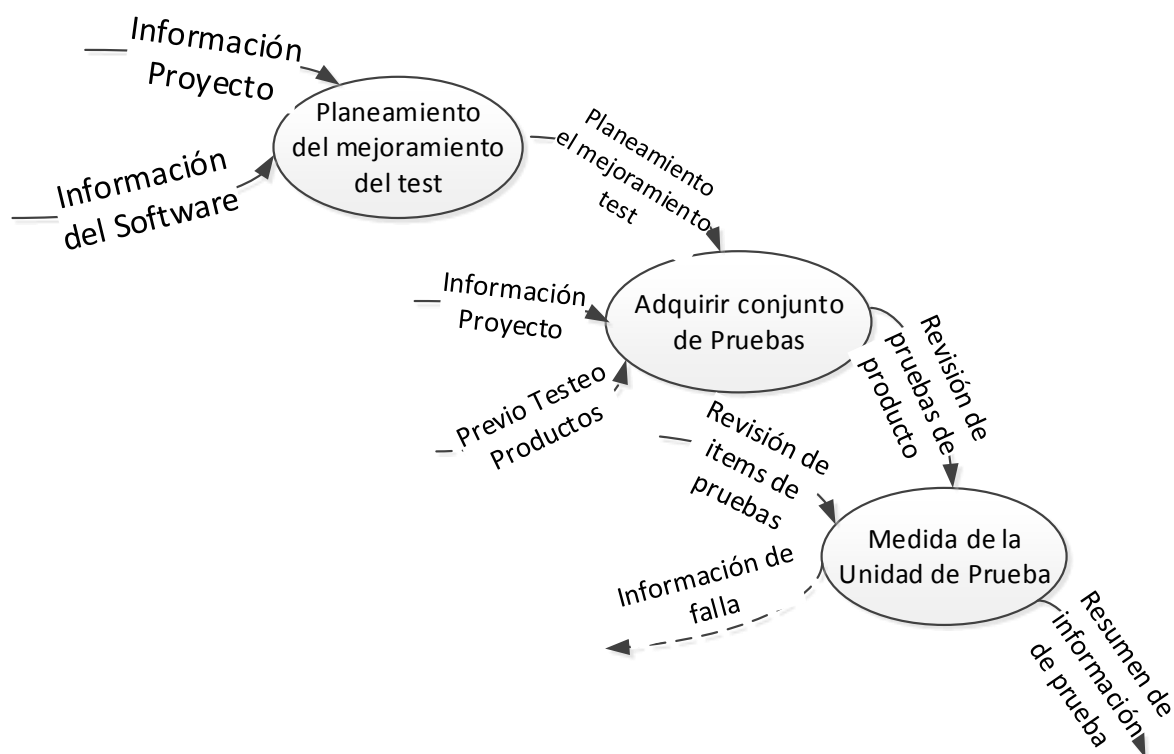 Información
Proyecto
Planeamiento
del mejoramiento
del test
Información
del Software
Planeamiento
el mejoramiento
test
Información
Proyecto
Adquirir conjunto
de Pruebas
Previo Testeo
Productos
Revisión de
pruebas de
producto
Revisión de
items de
pruebas
Medida de la
Unidad de Prueba
Información de
falla
Resumen de
información
de prueba